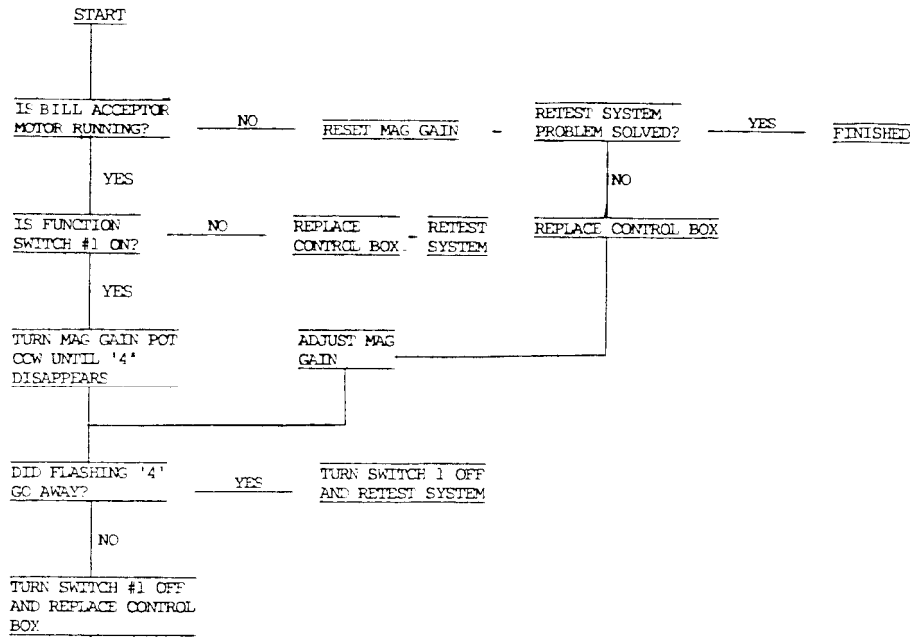 START
IS BILL ACCEPTOR
MOTOR RUNNING?
NO
RESET MAG GAIN
RETEST SYSTEM
PROBLEM SOLVED?
YES
FINISHED
YES
NO
IS FUNCTION
SWITCH #1 ON?
NO
REPLACE
CONTROL BOX
RETEST
SYSTEM
REPLACE CONTROL BOX
YES
TURN MAG GAIN POT
CCW UNTIL '4'
DISAPPEARS
ADJUST MAG
GAIN
DID FLASHING '4'
GO AWAY?
YES
TURN SWITCH 1 OFF
AND RETEST SYSTEM
NO
TURN SWITCH #1 OFF
AND REPLACE CONTROL
BOX